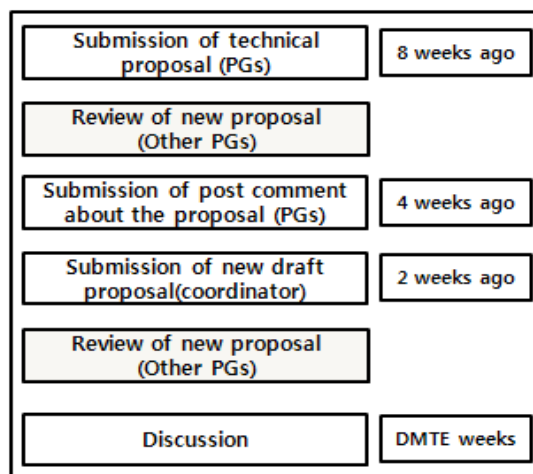 Submission of technical
proposal (PGs)
8 weeks ago
Review of new proposal
(Other PGs)
Submission of post comment
about the proposal (PGs)
4 weeks ago
Submission of new draft
proposal(coordinator)
2 weeks ago
Review of new proposal
(Other PGs)
Discussion
DMTE weeks